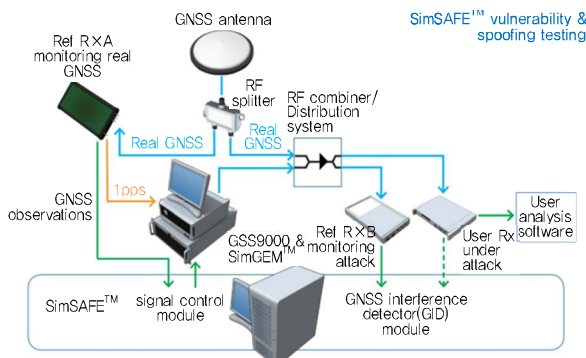 SimSAFE™ vulnerability &
spoofing testing
GNSS antenna
Ref R×A
monitoring real
GNSS
RF
splitter
RF combiner/
Distribution
system
Real GNSS
Real
GNSS
GNSS
observations
1pps
GSS9000 &
SimGEM™
Ref R×B
monitoring
attack
User Rx
under
attack
User
analysis
software
SimSAFE™
signal control
module
GNSS interference
detector(GID)
module